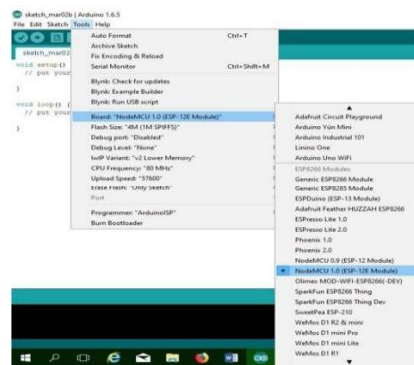 sketch_mar02b | Arduino 1.6.5
File Edit Sketch Tools Help
sketch_mar02
void setup()
// put your
}
void loop() {
// put your
}
Auto Format Ctrl+T
Archive Sketch
Fix Encoding & Reload
Serial Monitor Ctrl+Shift+M
Blynk: Check for updates
Blynk: Example Builder
Blynk: Run USB script
Board: "NodeMCU 1.0 (ESP-12E Module)"
Flash Size: "4M (1M SPIFFS)"
Debug port: "Disabled"
Debug Level: "None"
lwIP Variant: "v2 Lower Memory"
CPU Frequency: "80 MHz"
Upload Speed: "57600"
Erase Flash: "Only Sketch"
Port
Programmer: "ArduinoISP"
Burn Bootloader
Adafruit Circuit Playground
Arduino Yún Mini
Arduino Industrial 101
Linino One
Arduino Uno WiFi
ESP8266 Modules
Generic ESP8266 Module
Generic ESP8285 Module
ESPDuino (ESP-13 Module)
Adafruit Feather HUZZAH ESP8266
ESPresso Lite 1.0
ESPresso Lite 2.0
Phoenix 1.0
Phoenix 2.0
NodeMCU 0.9 (ESP-12 Module)
NodeMCU 1.0 (ESP-12E Module)
Olimex MOD-WIFI-ESP8266(-DEV)
SparkFun ESP8266 Thing
SparkFun ESP8266 Thing Dev
SweetPea ESP-210
WeMos D1 R2 & mini
WeMos D1 mini Pro
WeMos D1 mini Lite
WeMos D1 R1